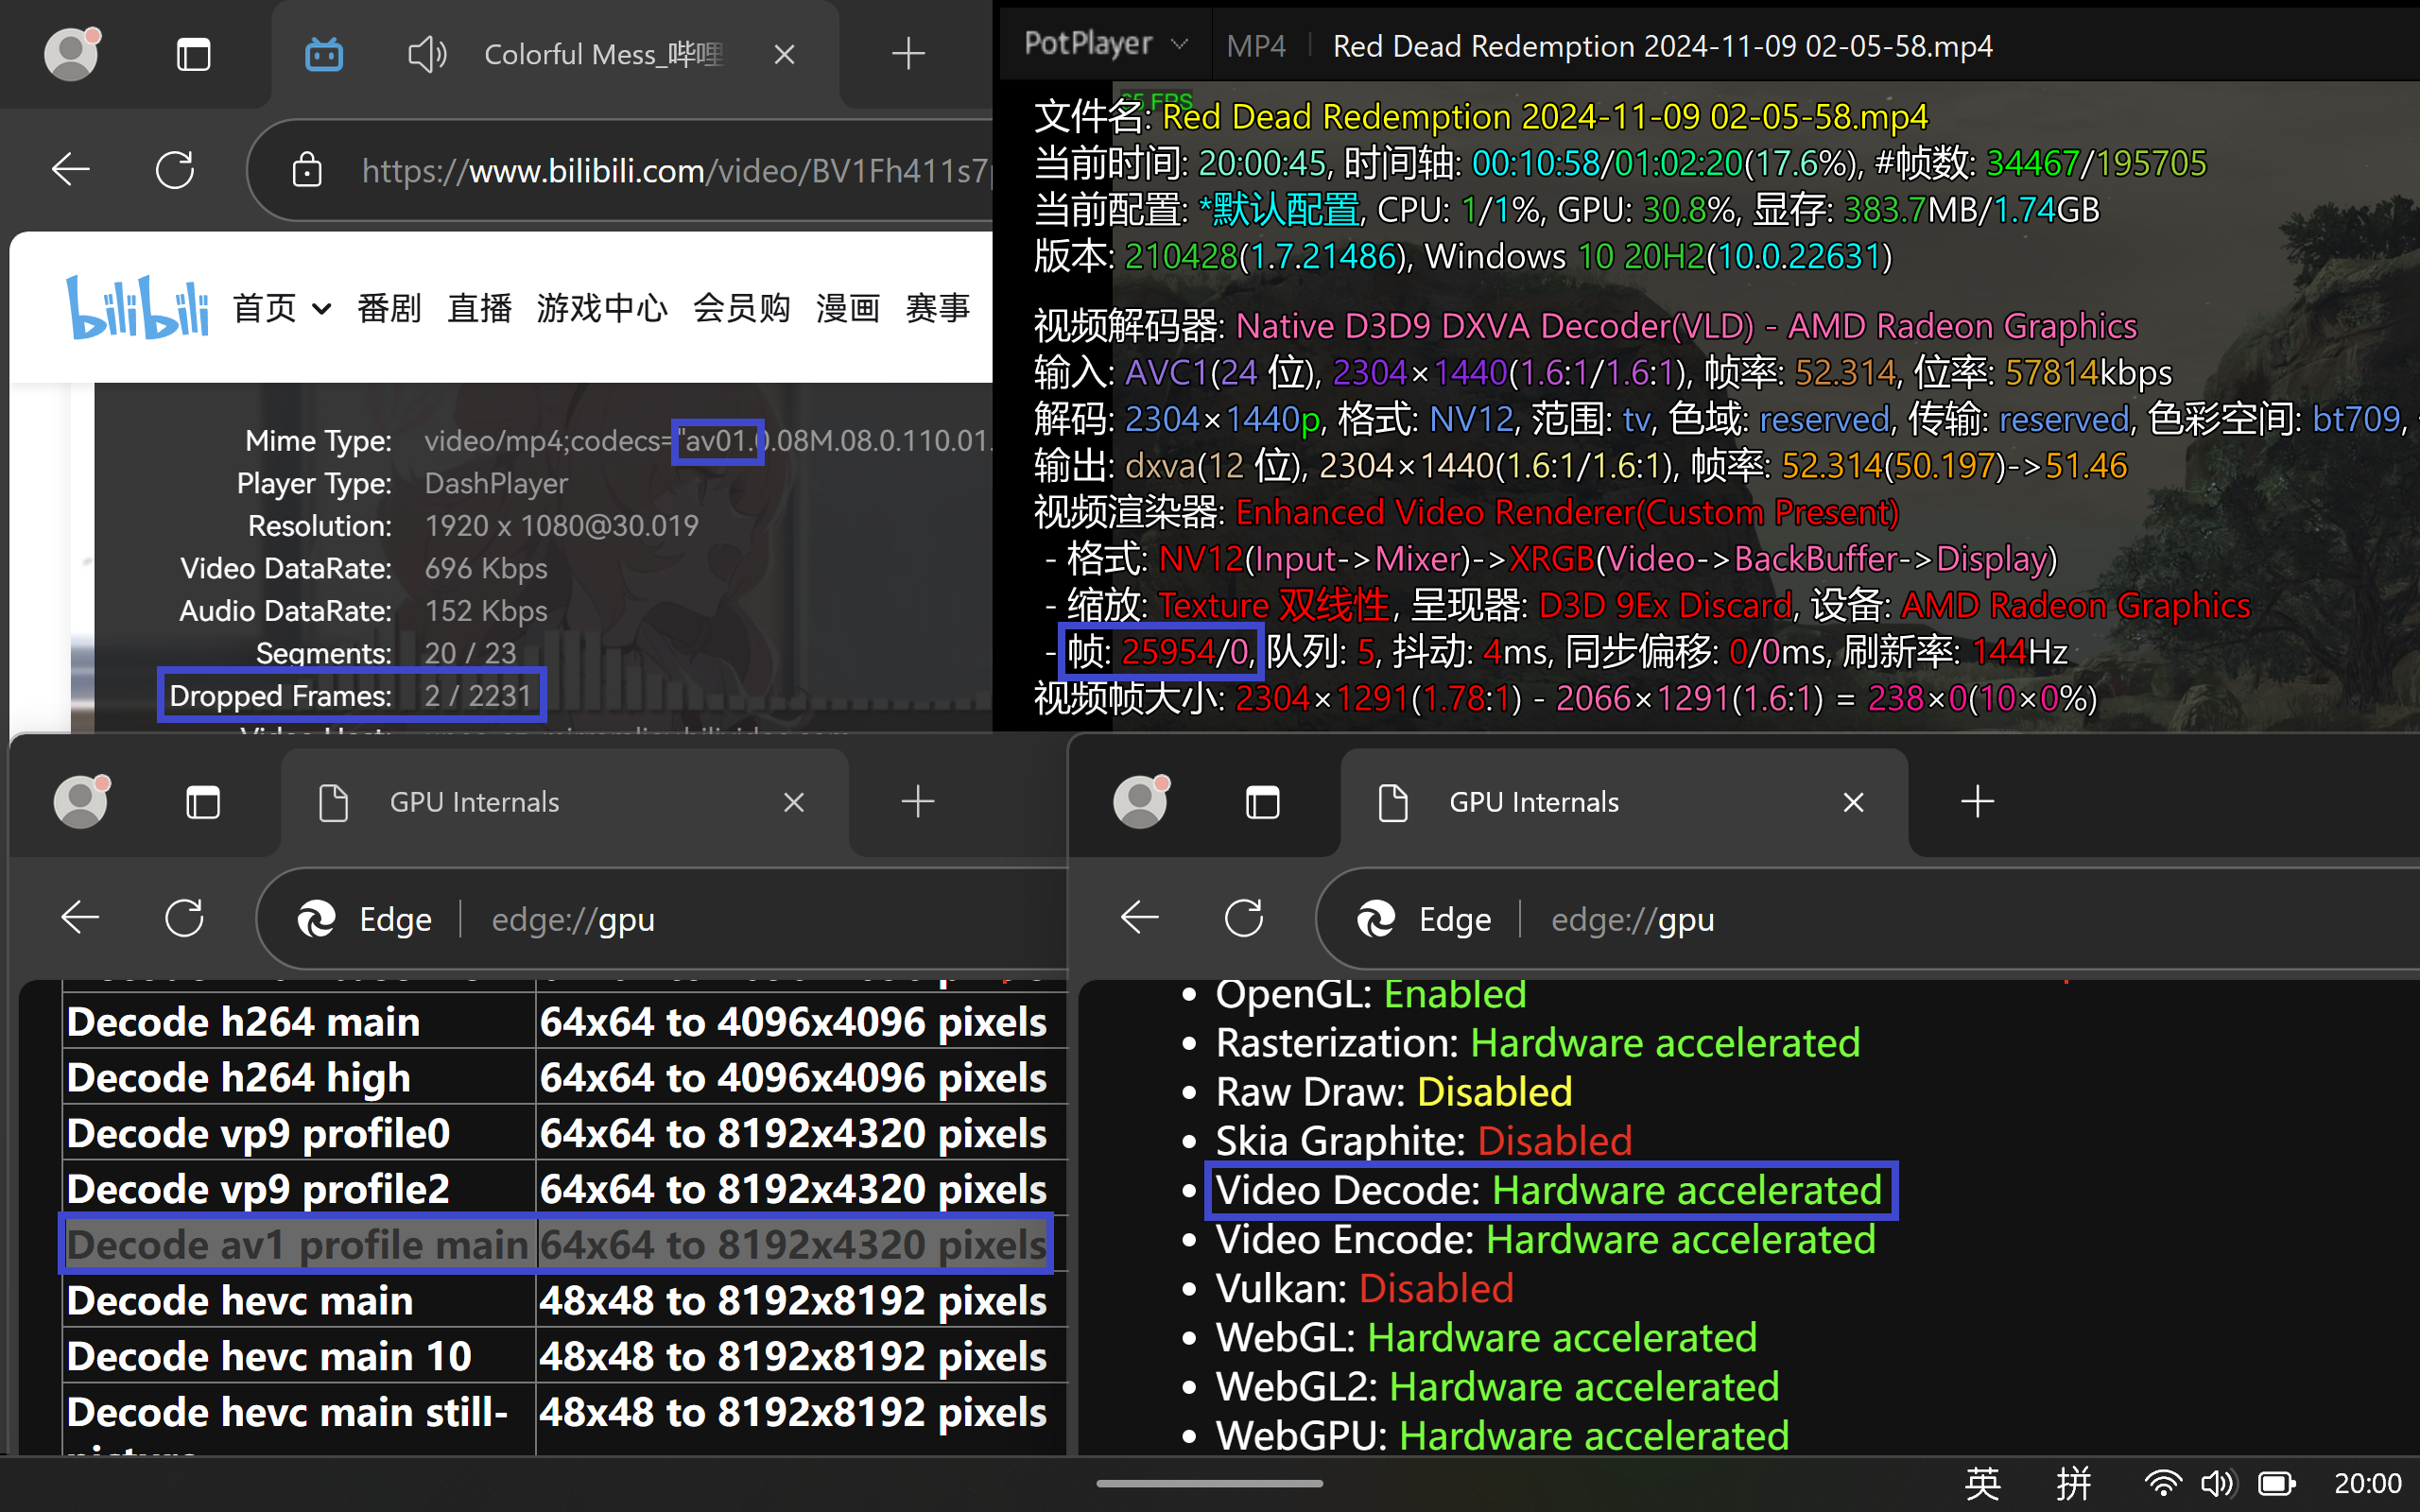 Colorful Mess_哔哩
https://www.bilibili.com/video/BV1Fh411s7
bilibili 首页 番剧 直播 游戏中心 会员购 漫画 赛事
Mime Type: video/mp4;codecs="av01.0.08M.08.0.110.01.
Player Type: DashPlayer
Resolution: 1920 x 1080@30.019
Video DataRate: 696 Kbps
Audio DataRate: 152 Kbps
Segments: 20 / 23
Dropped Frames: 2 / 2231
PotPlayer MP4 Red Dead Redemption 2024-11-09 02-05-58.mp4
文件名: Red Dead Redemption 2024-11-09 02-05-58.mp4
当前时间: 20:00:45, 时间轴: 00:10:58/01:02:20(17.6%), #帧数: 34467/195705
当前配置: *默认配置, CPU: 1/1%, GPU: 30.8%, 显存: 383.7MB/1.74GB
版本: 210428(1.7.21486), Windows 10 20H2(10.0.22631)
视频解码器: Native D3D9 DXVA Decoder(VLD) - AMD Radeon Graphics
输入: AVC1(24 位), 2304×1440(1.6:1/1.6:1), 帧率: 52.314, 位率: 57814kbps
解码: 2304×1440p, 格式: NV12, 范围: tv, 色域: reserved, 传输: reserved, 色彩空间: bt709,
输出: dxva(12 位), 2304×1440(1.6:1/1.6:1), 帧率: 52.314(50.197)->51.46
视频渲染器: Enhanced Video Renderer(Custom Present)
- 格式: NV12(Input->Mixer)->XRGB(Video->BackBuffer->Display)
- 缩放: Texture 双线性, 呈现器: D3D 9Ex Discard, 设备: AMD Radeon Graphics
- 帧: 25954/0, 队列: 5, 抖动: 4ms, 同步偏移: 0/0ms, 刷新率: 144Hz
视频帧大小: 2304×1291(1.78:1) - 2066×1291(1.6:1) = 238×0(10×0%)
GPU Internals
Edge edge://gpu
Decode h264 main 64x64 to 4096x4096 pixels
Decode h264 high 64x64 to 4096x4096 pixels
Decode vp9 profile0 64x64 to 8192x4320 pixels
Decode vp9 profile2 64x64 to 8192x4320 pixels
Decode av1 profile main 64x64 to 8192x4320 pixels
Decode hevc main 48x48 to 8192x8192 pixels
Decode hevc main 10 48x48 to 8192x8192 pixels
Decode hevc main still- 48x48 to 8192x8192 pixels
GPU Internals
Edge edge://gpu
OpenGL: Enabled
Rasterization: Hardware accelerated
Raw Draw: Disabled
Skia Graphite: Disabled
Video Decode: Hardware accelerated
Video Encode: Hardware accelerated
Vulkan: Disabled
WebGL: Hardware accelerated
WebGL2: Hardware accelerated
WebGPU: Hardware accelerated
英 拼 20:00